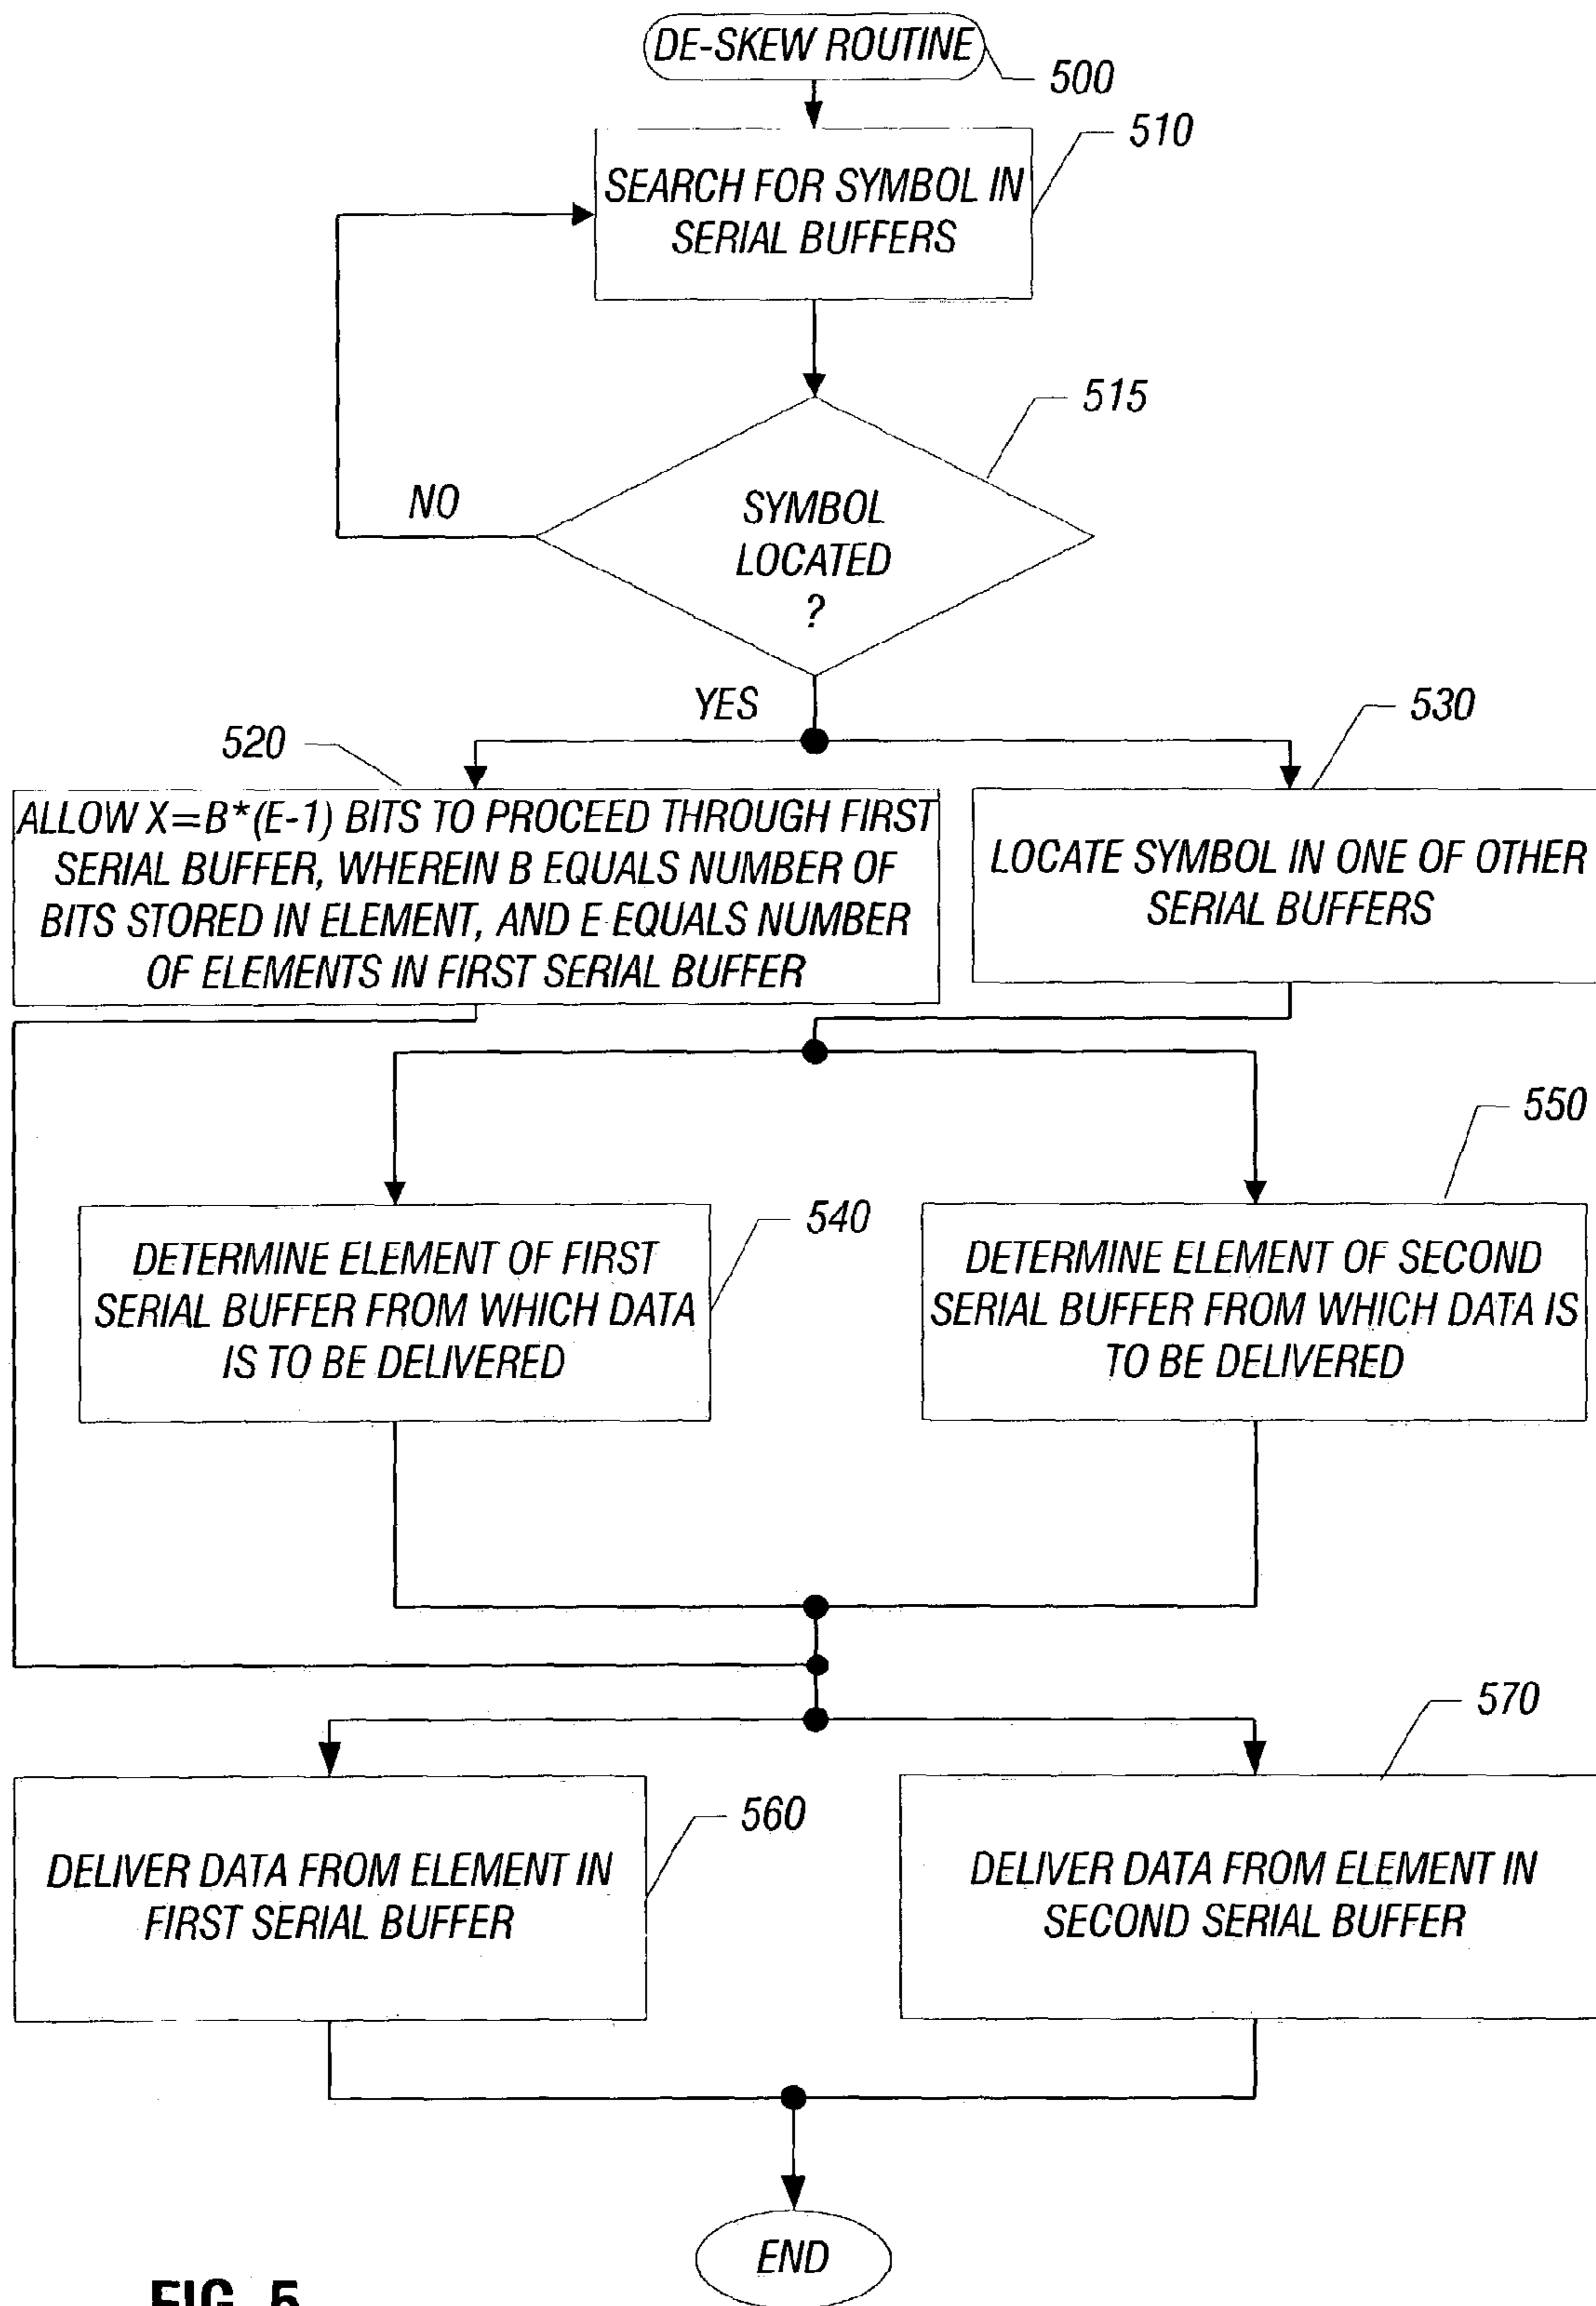 DE-SKEW ROUTINE
500
510
SEARCH FOR SYMBOL IN
SERIAL BUFFERS
515
NO
SYMBOL
LOCATED
?
YES
520
530
ALLOW X=B*(E-1) BITS TO PROCEED THROUGH FIRST
SERIAL BUFFER, WHEREIN B EQUALS NUMBER OF
BITS STORED IN ELEMENT, AND E EQUALS NUMBER
OF ELEMENTS IN FIRST SERIAL BUFFER
LOCATE SYMBOL IN ONE OF OTHER
SERIAL BUFFERS
540
550
DETERMINE ELEMENT OF FIRST
SERIAL BUFFER FROM WHICH DATA
IS TO BE DELIVERED
DETERMINE ELEMENT OF SECOND
SERIAL BUFFER FROM WHICH DATA IS
TO BE DELIVERED
560
570
DELIVER DATA FROM ELEMENT IN
FIRST SERIAL BUFFER
DELIVER DATA FROM ELEMENT IN
SECOND SERIAL BUFFER
END
FIG. 5